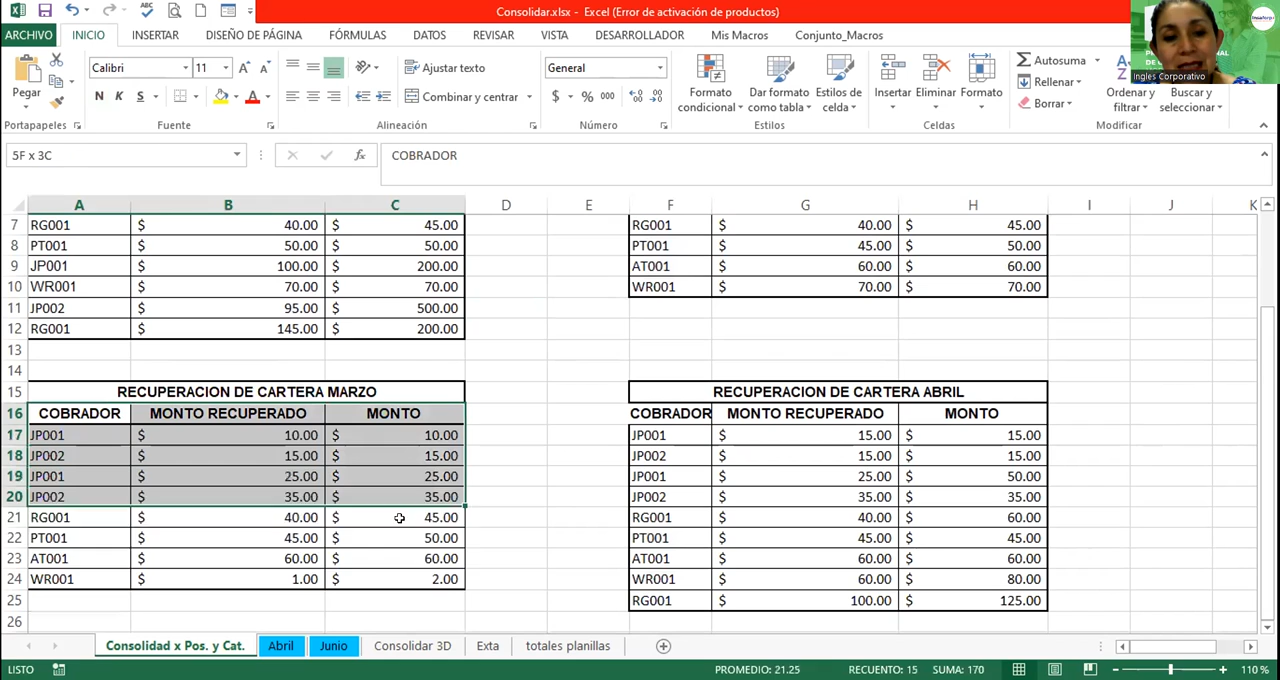 Consolidar.xlsx - Excel (Error de activación de productos)
ARCHIVO INICIO INSERTAR DISEÑO DE PÁGINA FÓRMULAS DATOS REVISAR VISTA DESARROLLADOR Mis Macros Conjunto_Macros
Ingles Corporativo
Pegar
Calibri 11
N K S
Ajustar texto
Combinar y centrar
General
$ % 000
Formato condicional
Dar formato como tabla
Estilos de celda
Insertar Eliminar Formato
Autosuma
Rellenar
Borrar
Ordenar y filtrar
Buscar y seleccionar
Portapapeles Fuente Alineación Número Estilos Celdas Modificar
5F x 3C fx COBRADOR
A B C D E F G H I J K
7 RG001 $ 40.00 $ 45.00 RG001 $ 40.00 $ 45.00
8 PT001 $ 50.00 $ 50.00 PT001 $ 45.00 $ 50.00
9 JP001 $ 100.00 $ 200.00 AT001 $ 60.00 $ 60.00
10 WR001 $ 70.00 $ 70.00 WR001 $ 70.00 $ 70.00
11 JP002 $ 95.00 $ 500.00
12 RG001 $ 145.00 $ 200.00
13
14
15 RECUPERACION DE CARTERA MARZO RECUPERACION DE CARTERA ABRIL
16 COBRADOR MONTO RECUPERADO MONTO COBRADOR MONTO RECUPERADO MONTO
17 JP001 $ 10.00 $ 10.00 JP001 $ 15.00 $ 15.00
18 JP002 $ 15.00 $ 15.00 JP002 $ 15.00 $ 15.00
19 JP001 $ 25.00 $ 25.00 JP001 $ 25.00 $ 50.00
20 JP002 $ 35.00 $ 35.00 JP002 $ 35.00 $ 35.00
21 RG001 $ 40.00 $ 45.00 RG001 $ 40.00 $ 60.00
22 PT001 $ 45.00 $ 50.00 PT001 $ 45.00 $ 45.00
23 AT001 $ 60.00 $ 60.00 AT001 $ 60.00 $ 60.00
24 WR001 $ 1.00 $ 2.00 WR001 $ 60.00 $ 80.00
25 RG001 $ 100.00 $ 125.00
26
Consolidad x Pos. y Cat. Abril Junio Consolidar 3D Exta totales planillas
LISTO PROMEDIO: 21.25 RECUENTO: 15 SUMA: 170 110 %